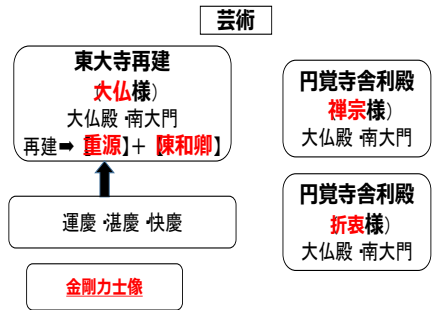 芸術
東大寺再建
(大仏様)
大仏殿・南大門
再建➡【重源】+【陳和卿】
運慶・湛慶・快慶
金剛力士像
円覚寺舎利殿
禅宗様)
大仏殿・南大門
円覚寺舎利殿
折衷様)
大仏殿・南大門